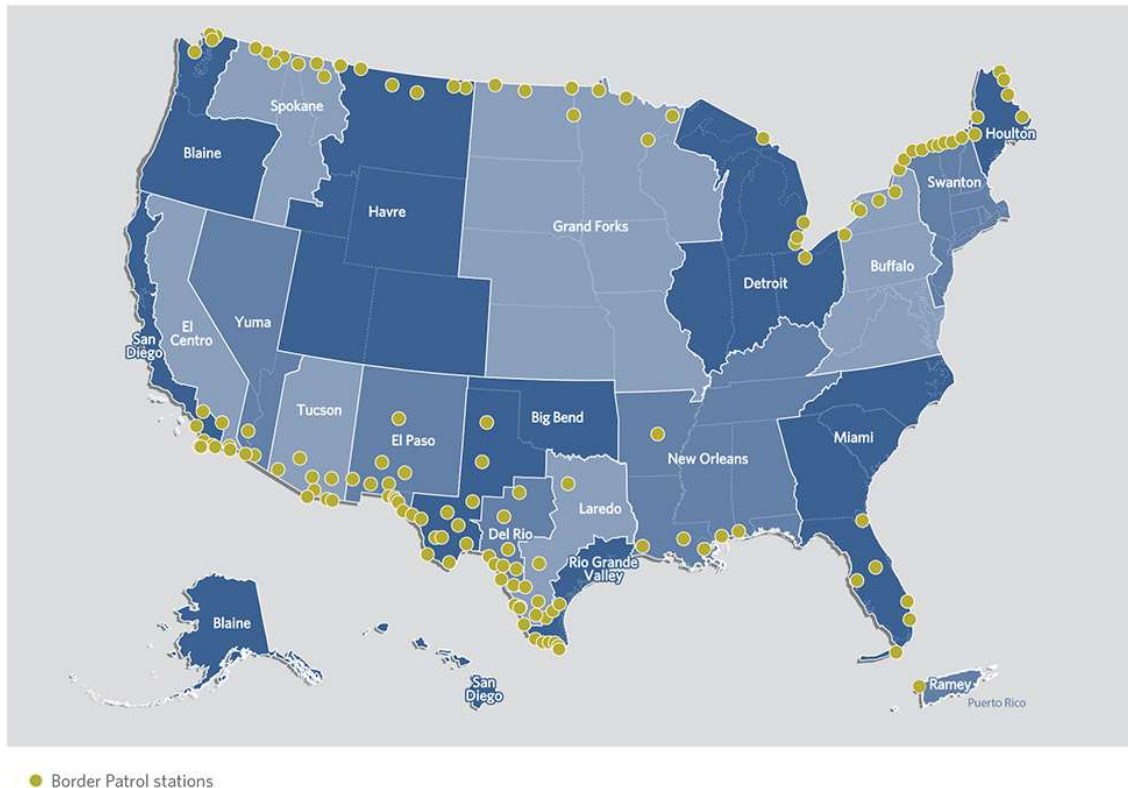 Spokane
Blaine
Havre
Grand Forks
Houlton
Swanton
Buffalo
Detroit
Yuma
El
Centro
San
Diego
Tucson
El Paso
Big Bend
New Orleans
Miami
Laredo
Del Rio
Rio Grande
Valley
Blaine
San
Diego
Ramey
Puerto Rico
Border Patrol stations